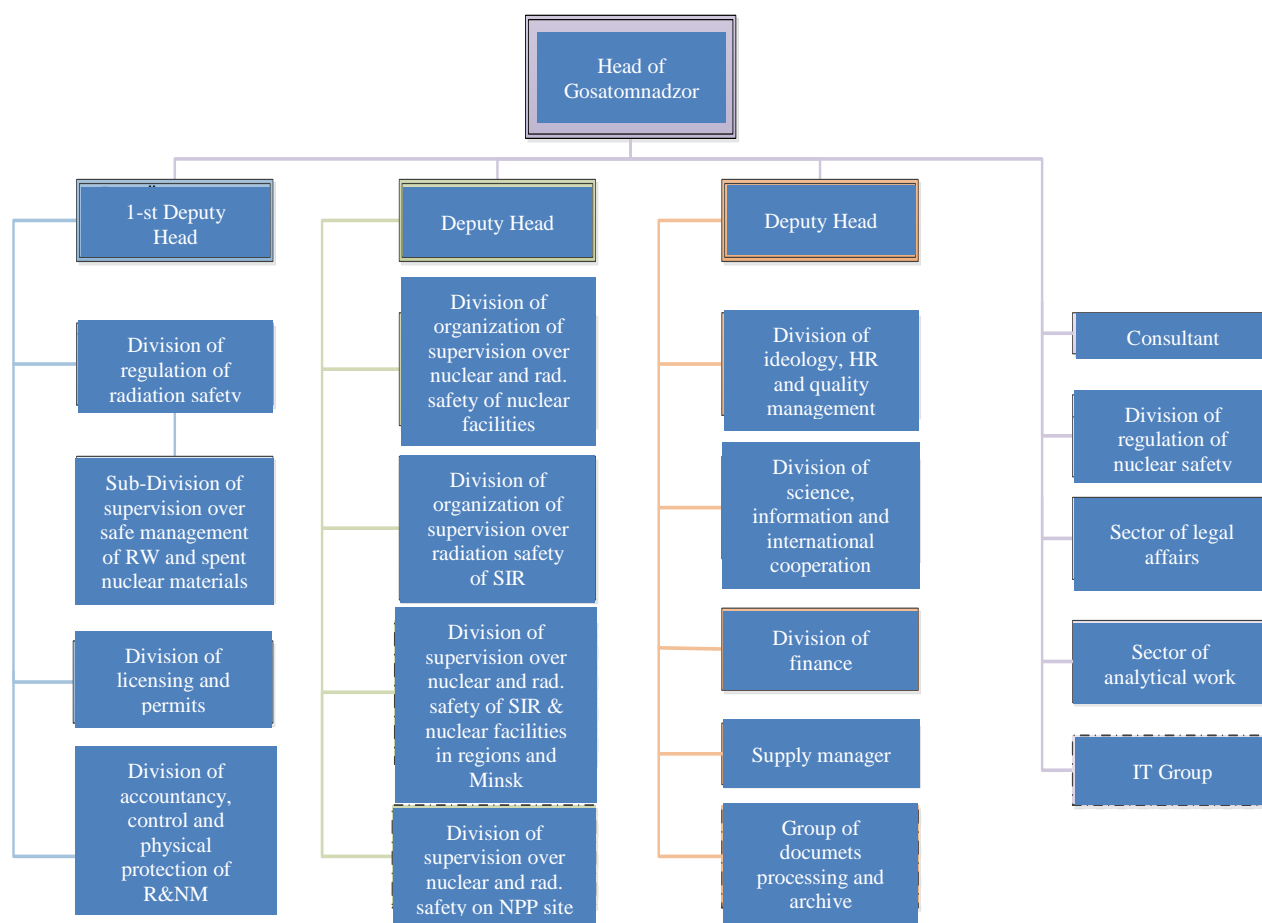 Head of
Gosatomnadzor
1-st Deputy
Head
Division of
regulation of
radiation safety
Sub-Division of
supervision over
safe management
of RW and spent
nuclear materials
Division of
licensing and
permits
Division of
accountancy,
control and
physical
protection of
R&NM
Deputy Head
Division of
organization of
supervision over
nuclear and rad.
safety of nuclear
facilities
Division of
organization of
supervision over
radiation safety
of SIR
Division of
supervision over
nuclear and rad.
safety of SIR &
nuclear facilities
in regions and
Minsk
Division of
supervision over
nuclear and rad.
safety on NPP site
Deputy Head
Division of
ideology, HR
and quality
management
Division of
science,
information and
international
cooperation
Division of
finance
Supply manager
Group of
documets
processing and
archive
Consultant
Division of
regulation of
nuclear safety
Sector of legal
affairs
Sector of
analytical work
IT Group